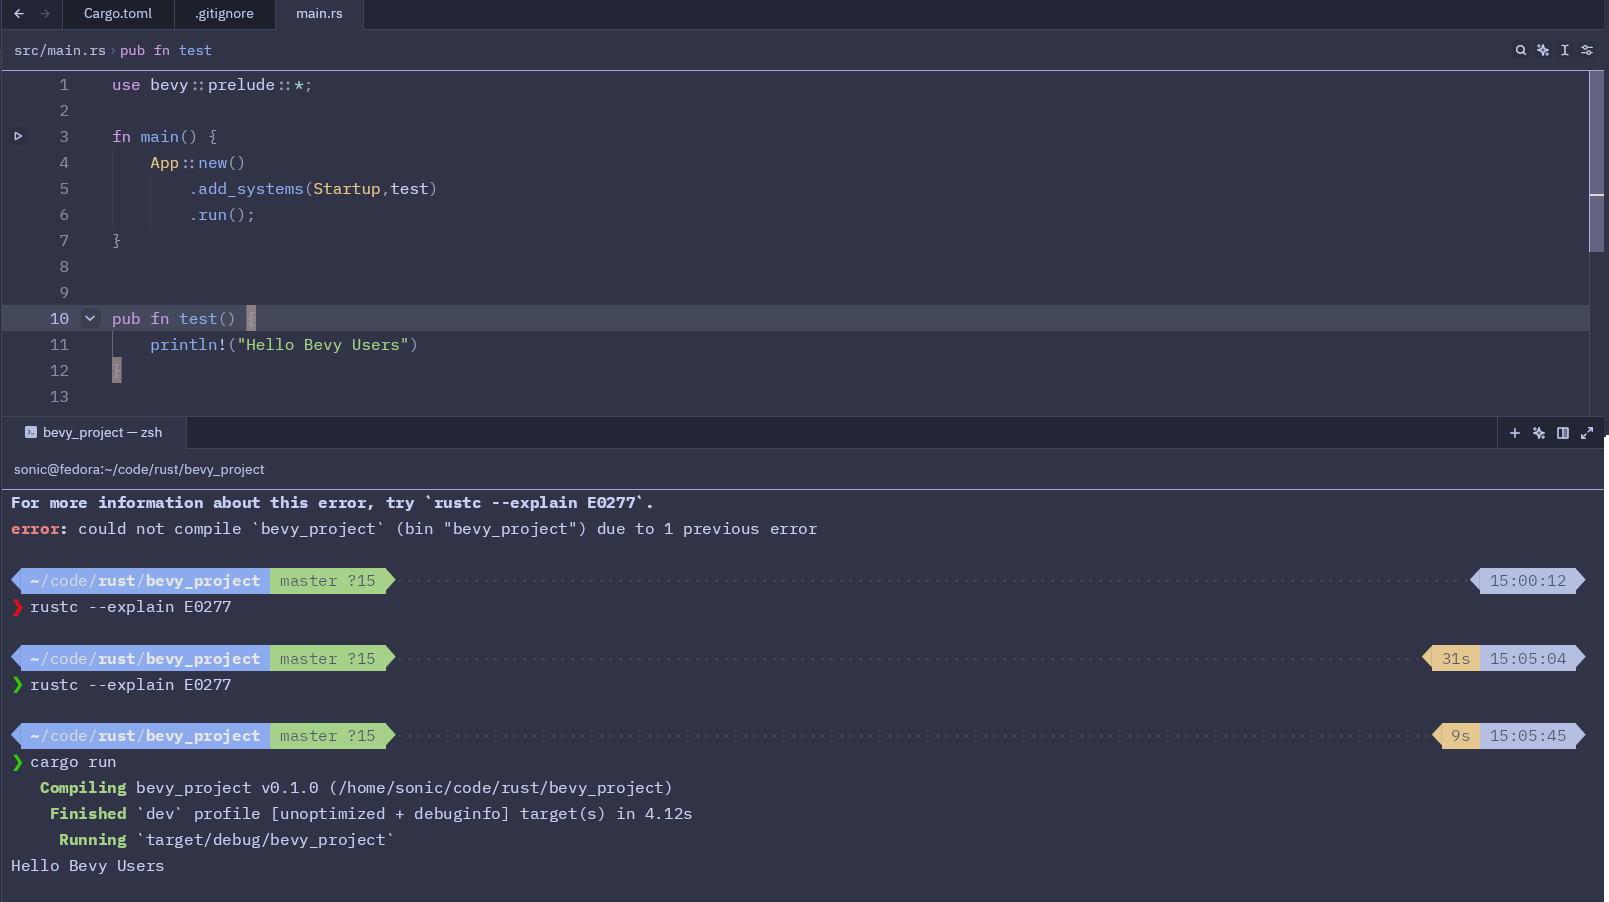 Cargo.toml .gitignore main.rs
src/main.rs › pub fn test
1 use bevy::prelude::*;
2
3 fn main() {
4 App::new()
5 .add_systems(Startup,test)
6 .run();
7 }
8
9
10 pub fn test() {
11 println!("Hello Bevy Users")
12 }
13
bevy_project — zsh
sonic@fedora:~/code/rust/bevy_project
For more information about this error, try `rustc --explain E0277`.
error: could not compile `bevy_project` (bin "bevy_project") due to 1 previous error
~/code/rust/bevy_project master ?15 15:00:12
❯ rustc --explain E0277
~/code/rust/bevy_project master ?15 31s 15:05:04
❯ rustc --explain E0277
~/code/rust/bevy_project master ?15 9s 15:05:45
❯ cargo run
Compiling bevy_project v0.1.0 (/home/sonic/code/rust/bevy_project)
Finished `dev` profile [unoptimized + debuginfo] target(s) in 4.12s
Running `target/debug/bevy_project`
Hello Bevy Users